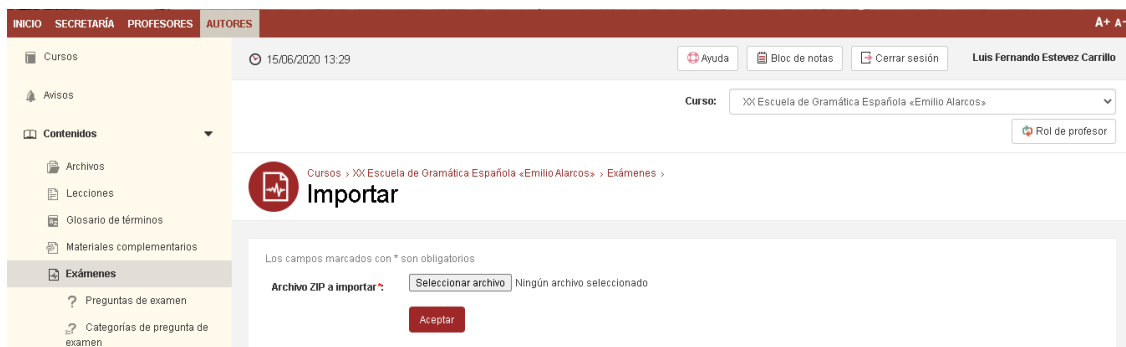 INICIO SECRETARÍA PROFESORES AUTORES A+ A-
Cursos
15/06/2020 13:29 Ayuda Bloc de notas Cerrar sesión Luis Fernando Estevez Carrillo
Avisos
Curso: XX Escuela de Gramática Española «Emilio Alarcos»
Contenidos
Rol de profesor
Archivos
Cursos › XX Escuela de Gramática Española «Emilio Alarcos» › Exámenes ›
Importar
Lecciones
Glosario de términos
Materiales complementarios
Los campos marcados con * son obligatorios
Exámenes
Archivo ZIP a importar*: Seleccionar archivo Ningún archivo seleccionado
Preguntas de examen
Aceptar
Categorías de pregunta de
examen